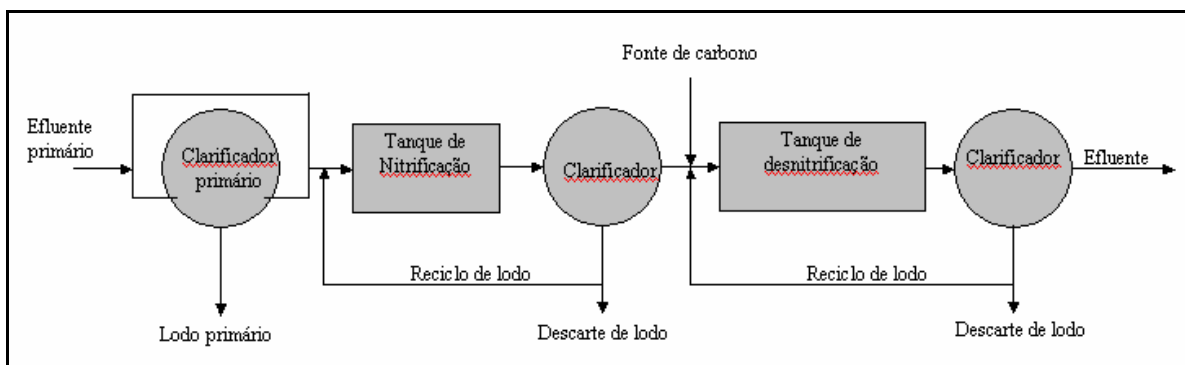 Fonte de carbono
Efluente
primário
Clarificador
primário
Tanque de
Nitrificação
Clarificador
Tanque de
desnitrificação
Clarificador
Efluente
Reciclo de lodo
Reciclo de lodo
Lodo primário
Descarte de lodo
Descarte de lodo